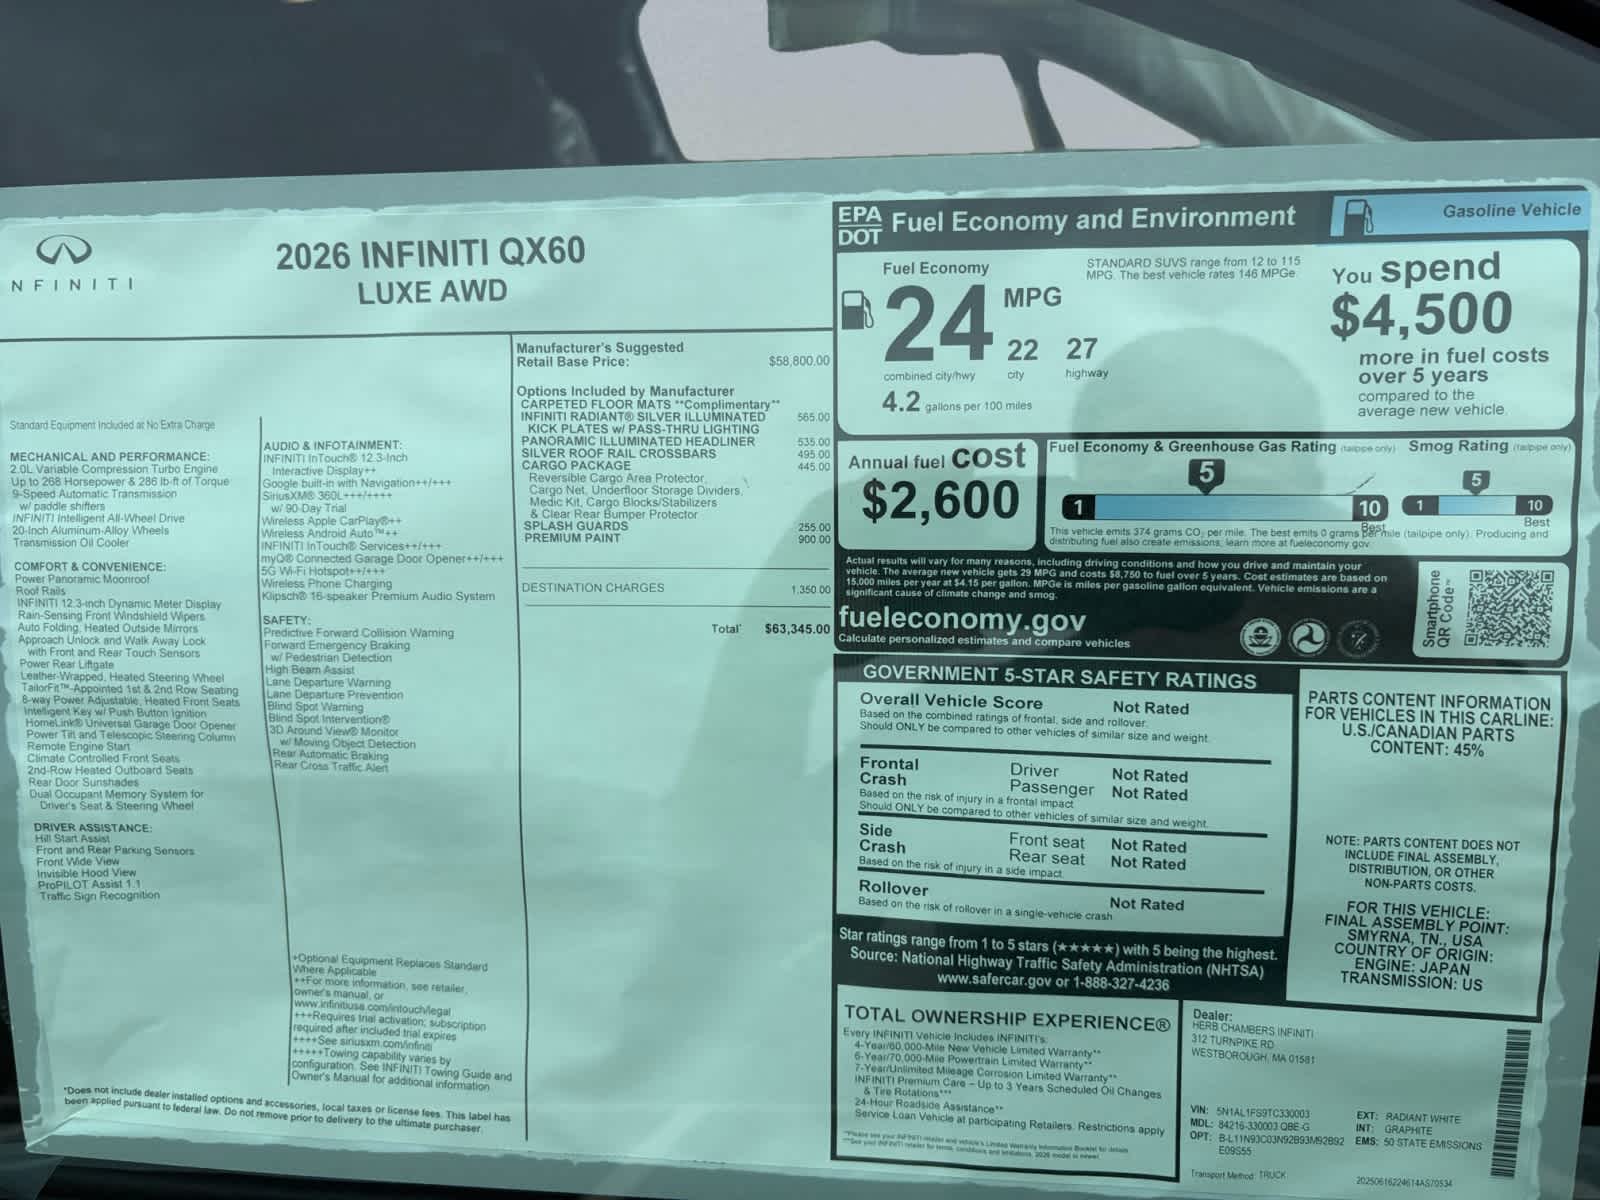 INFINITI
2026 INFINITI QX60
LUXE AWD
Standard Equipment Included at No Extra Charge
MECHANICAL AND PERFORMANCE:
2.0L Variable Compression Turbo Engine
Up to 268 Horsepower & 286 lb-ft of Torque
9-Speed Automatic Transmission
w/ paddle shifters
INFINITI Intelligent All-Wheel Drive
20-Inch Aluminum-Alloy Wheels
Transmission Oil Cooler
COMFORT & CONVENIENCE:
Power Panoramic Moonroof
Roof Rails
INFINITI 12.3-inch Dynamic Meter Display
Rain-Sensing Front Windshield Wipers
Auto Folding, Heated Outside Mirrors
Approach Unlock and Walk Away Lock
with Front and Rear Touch Sensors
Power Rear Liftgate
Leather-Wrapped, Heated Steering Wheel
TailorFit™-Appointed 1st & 2nd Row Seating
8-way Power Adjustable, Heated Front Seats
Intelligent Key w/ Push Button Ignition
HomeLink® Universal Garage Door Opener
Power Tilt and Telescopic Steering Column
Remote Engine Start
Climate Controlled Front Seats
2nd-Row Heated Outboard Seats
Rear Door Sunshades
Dual Occupant Memory System for
Driver's Seat & Steering Wheel
DRIVER ASSISTANCE:
Hill Start Assist
Front and Rear Parking Sensors
Front Wide View
Invisible Hood View
ProPILOT Assist 1.1
Traffic Sign Recognition
AUDIO & INFOTAINMENT:
INFINITI InTouch® 12.3-Inch
Interactive Display++
Google built-in with Navigation++/+++
SiriusXM® 360L+++/++++
w/ 90-Day Trial
Wireless Apple CarPlay®++
Wireless Android Auto™++
INFINITI InTouch® Services++/+++
myQ® Connected Garage Door Opener++/+++
5G Wi-Fi Hotspot++/+++
Wireless Phone Charging
Klipsch® 16-speaker Premium Audio System
SAFETY:
Predictive Forward Collision Warning
Forward Emergency Braking
w/ Pedestrian Detection
High Beam Assist
Lane Departure Warning
Lane Departure Prevention
Blind Spot Warning
Blind Spot Intervention®
3D Around View® Monitor
w/ Moving Object Detection
Rear Automatic Braking
Rear Cross Traffic Alert
+Optional Equipment Replaces Standard
Where Applicable
++For more information, see retailer,
owner's manual, or
www.infinitiusa.com/intouch/legal
+++Requires trial activation; subscription
required after included trial expires
++++See siriusxm.com/infiniti
+++++Towing capability varies by
configuration. See INFINITI Towing Guide and
Owner's Manual for additional information
*Does not include dealer installed options and accessories, local taxes or license fees. This label has
been applied pursuant to federal law. Do not remove prior to delivery to the ultimate purchaser.
Manufacturer's Suggested
Retail Base Price: $58,800.00
Options Included by Manufacturer
CARPETED FLOOR MATS **Complimentary**
INFINITI RADIANT® SILVER ILLUMINATED 565.00
KICK PLATES w/ PASS-THRU LIGHTING
PANORAMIC ILLUMINATED HEADLINER 535.00
SILVER ROOF RAIL CROSSBARS 495.00
CARGO PACKAGE 445.00
Reversible Cargo Area Protector,
Cargo Net, Underfloor Storage Dividers,
Medic Kit, Cargo Blocks/Stabilizers
& Clear Rear Bumper Protector
SPLASH GUARDS 255.00
PREMIUM PAINT 900.00
DESTINATION CHARGES 1,350.00
Total* $63,345.00
EPA
DOT
Fuel Economy and Environment
Gasoline Vehicle
Fuel Economy
24 MPG
22 27
combined city/hwy city highway
4.2 gallons per 100 miles
STANDARD SUVS range from 12 to 115
MPG. The best vehicle rates 146 MPGe.
You spend
$4,500
more in fuel costs
over 5 years
compared to the
average new vehicle.
Annual fuel cost
$2,600
Fuel Economy & Greenhouse Gas Rating (tailpipe only)
5
1 10
Best
Smog Rating (tailpipe only)
5
1 10
Best
This vehicle emits 374 grams CO2 per mile. The best emits 0 grams per mile (tailpipe only). Producing and
distributing fuel also create emissions; learn more at fueleconomy.gov.
Actual results will vary for many reasons, including driving conditions and how you drive and maintain your
vehicle. The average new vehicle gets 29 MPG and costs $8,750 to fuel over 5 years. Cost estimates are based on
15,000 miles per year at $4.15 per gallon. MPGe is miles per gasoline gallon equivalent. Vehicle emissions are a
significant cause of climate change and smog.
fueleconomy.gov
Calculate personalized estimates and compare vehicles
Smartphone
QR Code™
GOVERNMENT 5-STAR SAFETY RATINGS
Overall Vehicle Score Not Rated
Based on the combined ratings of frontal, side and rollover.
Should ONLY be compared to other vehicles of similar size and weight.
Frontal Driver Not Rated
Crash Passenger Not Rated
Based on the risk of injury in a frontal impact.
Should ONLY be compared to other vehicles of similar size and weight.
Side Front seat Not Rated
Crash Rear seat Not Rated
Based on the risk of injury in a side impact.
Rollover Not Rated
Based on the risk of rollover in a single-vehicle crash.
Star ratings range from 1 to 5 stars (★★★★★) with 5 being the highest.
Source: National Highway Traffic Safety Administration (NHTSA)
www.safercar.gov or 1-888-327-4236
PARTS CONTENT INFORMATION
FOR VEHICLES IN THIS CARLINE:
U.S./CANADIAN PARTS
CONTENT: 45%
NOTE: PARTS CONTENT DOES NOT
INCLUDE FINAL ASSEMBLY,
DISTRIBUTION, OR OTHER
NON-PARTS COSTS.
FOR THIS VEHICLE:
FINAL ASSEMBLY POINT:
SMYRNA, TN., USA
COUNTRY OF ORIGIN:
ENGINE: JAPAN
TRANSMISSION: US
TOTAL OWNERSHIP EXPERIENCE®
Every INFINITI Vehicle Includes INFINITI's:
4-Year/60,000-Mile New Vehicle Limited Warranty**
6-Year/70,000-Mile Powertrain Limited Warranty**
7-Year/Unlimited Mileage Corrosion Limited Warranty**
INFINITI Premium Care – Up to 3 Years Scheduled Oil Changes
& Tire Rotations***
24-Hour Roadside Assistance**
Service Loan Vehicle at participating Retailers. Restrictions apply
**Please see your INFINITI retailer and vehicle's Limited Warranty Information Booklet for details
***See your INFINITI retailer for terms, conditions and limitations, 2026 model is newer.
Dealer:
HERB CHAMBERS INFINITI
312 TURNPIKE RD
WESTBOROUGH, MA 01581
VIN: 5N1AL1FS9TC330003
MDL: 84216-330003 QBE-G
OPT: B-L11N93C03N92B93M92B92
E09S55
EXT: RADIANT WHITE
INT: GRAPHITE
EMS: 50 STATE EMISSIONS
Transport Method: TRUCK
20250616224614AS70534